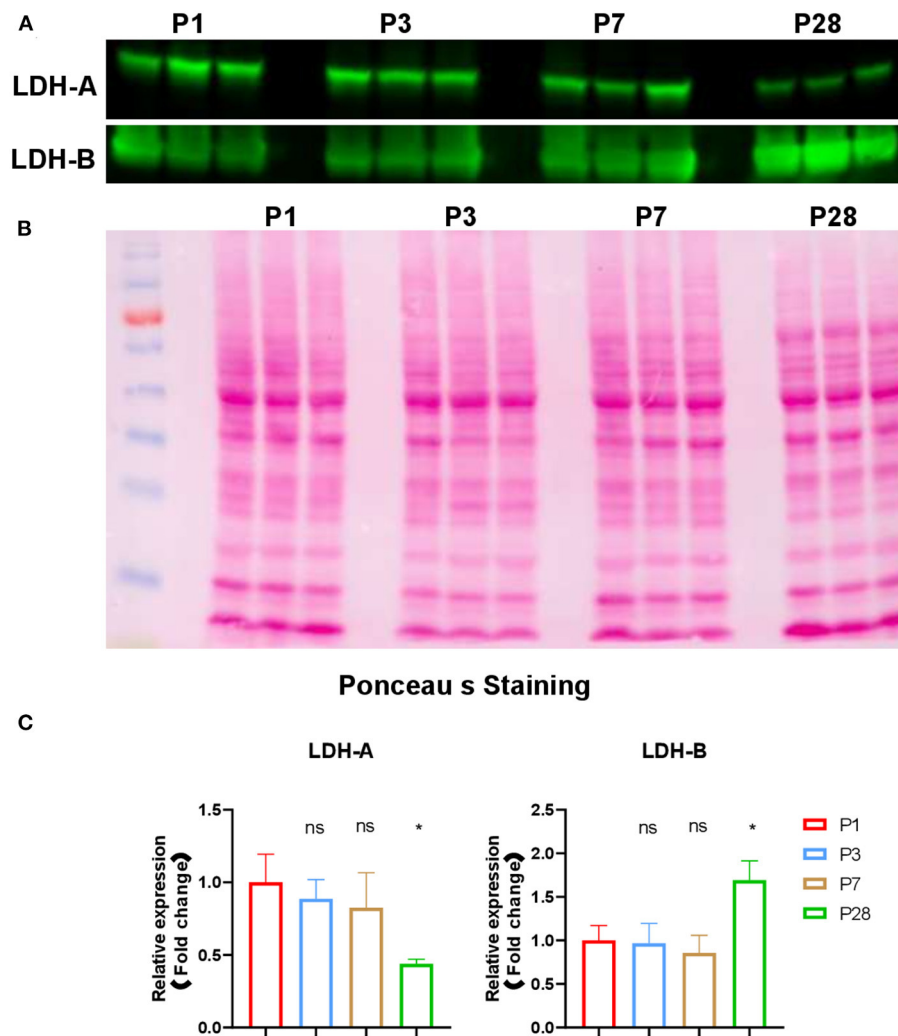 A
P1 P3 P7 P28
LDH-A
LDH-B
B
P1 P3 P7 P28
Ponceau s Staining
C
LDH-A
Relative expression
(Fold change)
1.5
1.0
0.5
0.0
ns ns *
LDH-B
Relative expression
(Fold change)
2.5
2.0
1.5
1.0
0.5
0.0
ns ns *
P1
P3
P7
P28